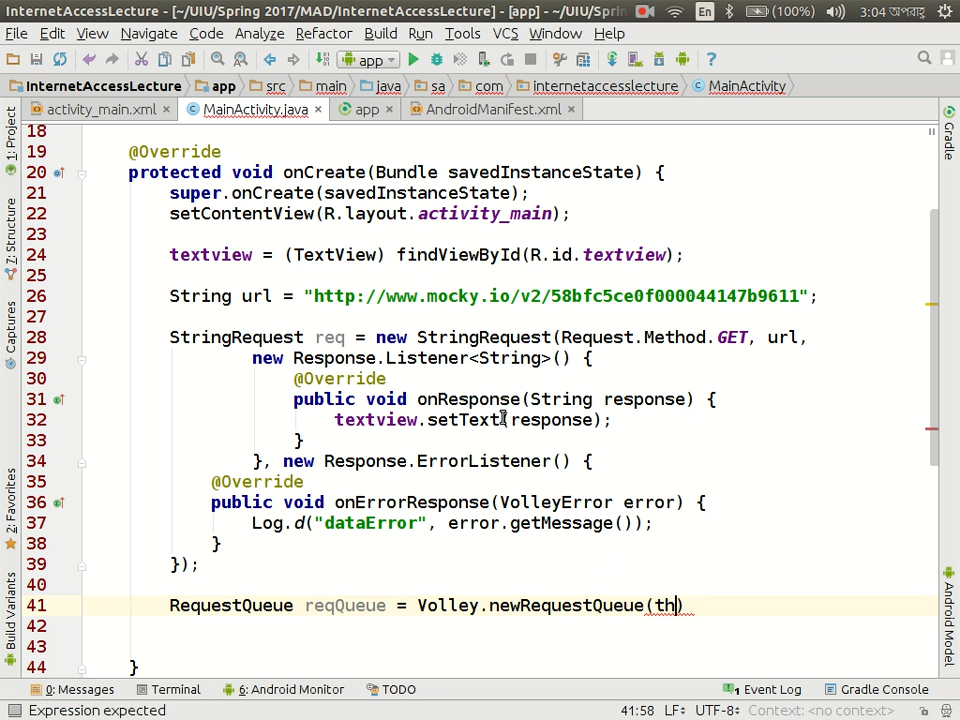 InternetAccessLecture - [~/UIU/Spring 2017/MAD/InternetAccessLecture] - [app] - ~/UIU/Sprin En (100%) 3:04 অপরাহ্ণ
File Edit View Navigate Code Analyze Refactor Build Run Tools VCS Window Help
app
InternetAccessLecture app src main java sa com internetaccesslecture MainActivity
activity_main.xml MainActivity.java app AndroidManifest.xml
18
19 @Override
20 protected void onCreate(Bundle savedInstanceState) {
21 super.onCreate(savedInstanceState);
22 setContentView(R.layout.activity_main);
23
24 textview = (TextView) findViewById(R.id.textview);
25
26 String url = "http://www.mocky.io/v2/58bfc5ce0f000044147b9611";
27
28 StringRequest req = new StringRequest(Request.Method.GET, url,
29 new Response.Listener<String>() {
30 @Override
31 public void onResponse(String response) {
32 textview.setText(response);
33 }
34 }, new Response.ErrorListener() {
35 @Override
36 public void onErrorResponse(VolleyError error) {
37 Log.d("dataError", error.getMessage());
38 }
39 });
40
41 RequestQueue reqQueue = Volley.newRequestQueue(th)
42
43
44 }
1: Project
7: Structure
Captures
2: Favorites
Build Variants
Gradle
Android Model
0: Messages Terminal 6: Android Monitor TODO 1 Event Log Gradle Console
Expression expected 41:58 LF UTF-8 Context: <no context>